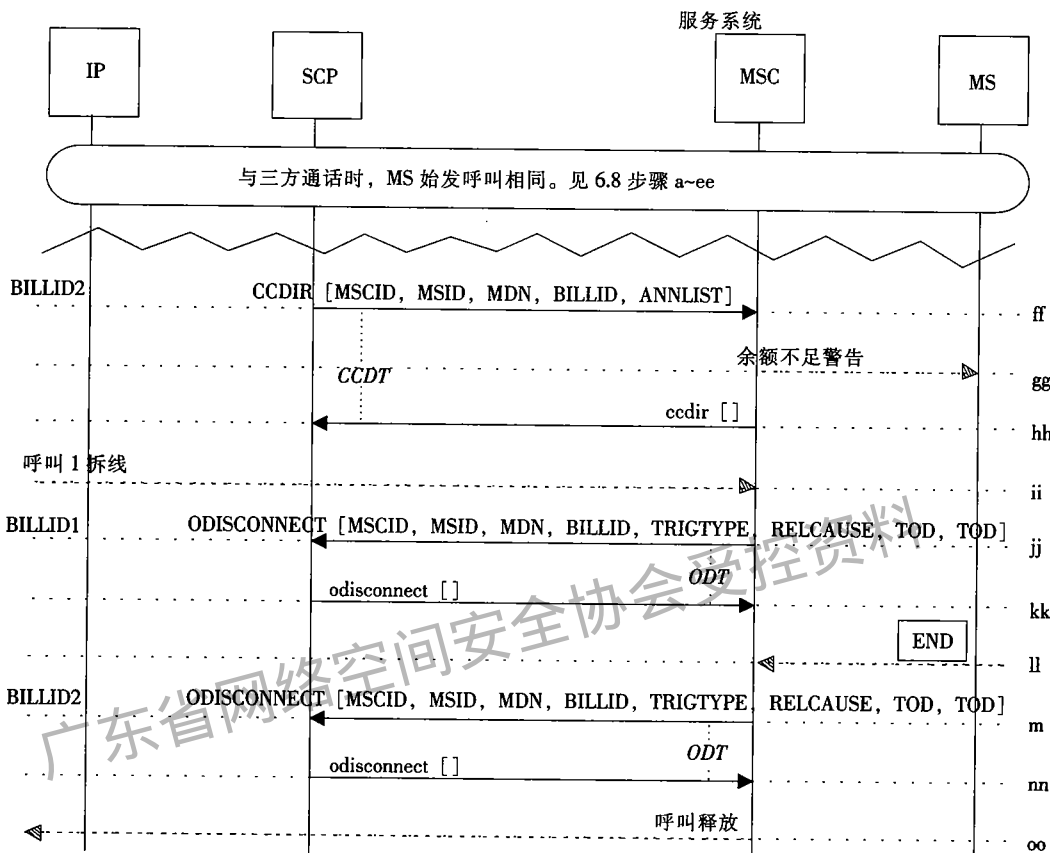 服务系统
IP
SCP
MSC
MS
与三方通话时，MS 始发呼叫相同。见 6.8 步骤 a~ee
BILLID2
CCDIR [MSCID, MSID, MDN, BILLID, ANNLIST]
ff
余额不足警告
CCDT
gg
ccdir []
hh
呼叫 1 拆线
ii
BILLID1
ODISCONNECT [MSCID, MSID, MDN, BILLID, TRIGTYPE, RELCAUSE, TOD, TOD]
jj
ODT
odisconnect []
kk
END
ll
BILLID2
ODISCONNECT [MSCID, MSID, MDN, BILLID, TRIGTYPE, RELCAUSE, TOD, TOD]
m
ODT
odisconnect []
nn
呼叫释放
oo
广东省网络空间安全协会受控资料